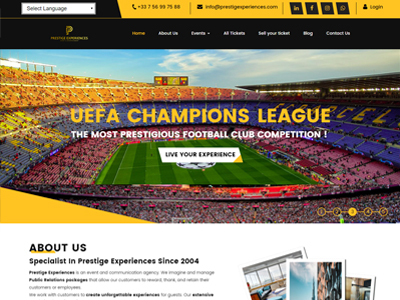 Select Language
+33 7 56 99 75 88
info@prestigexperiences.com
Login
PRESTIGE EXPERIENCES
Home
About Us
Events
All Tickets
Sell your ticket
Blog
Contact Us
UEFA CHAMPIONS LEAGUE
THE MOST PRESTIGIOUS FOOTBALL CLUB COMPETITION !
LIVE YOUR EXPERIENCE
1 2 3 4 5
ABOUT US
Specialist In Prestige Experiences Since 2004
Prestige Experiences is an event and communication agency. We imagine and manage
Public Relations packages that allow our customers to reward, thank, and retain their
customers or employees.
We work with customers to create unforgettable experiences for guests. Our extensive